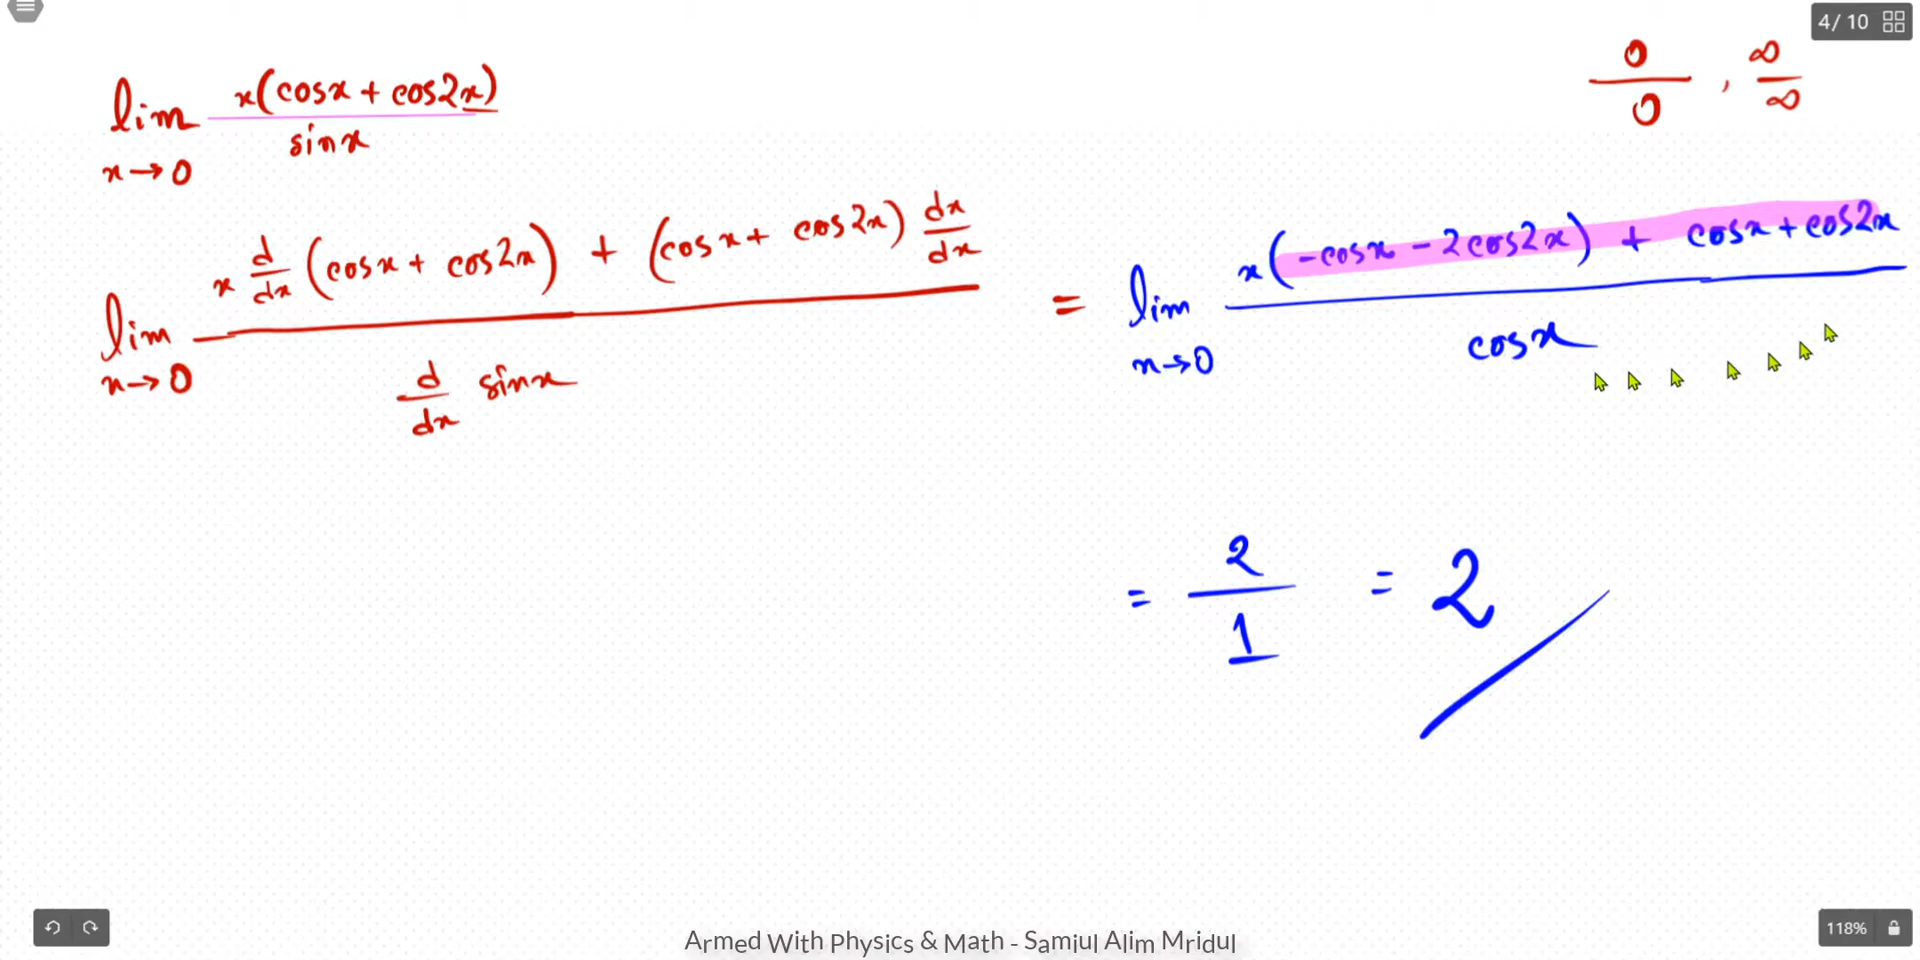 4/ 10
0/0 , ∞/∞
lim x→0 x(cosx + cos2x) / sinx
lim x→0 x d/dx (cosx + cos2x) + (cosx + cos2x) dx/dx / d/dx sinx
= lim x→0 x(-cosx - 2cos2x) + cosx + cos2x / cosx
= 2/1 = 2
118%
Armed With Physics & Math - Samiul Alim Mridul